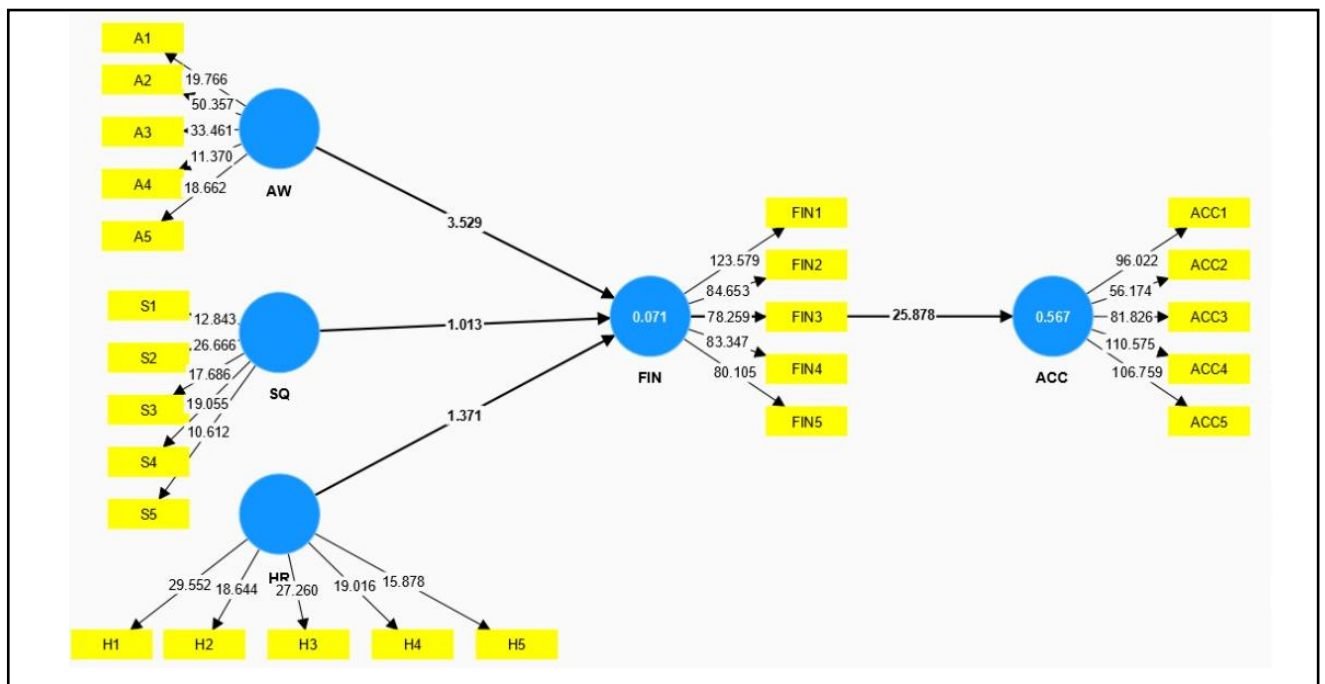 A1
A2
A3
A4
A5
19.766
50.357
33.461
11.370
18.662
AW
S1
S2
S3
S4
S5
12.843
26.666
17.686
19.055
10.612
SQ
HR
29.552
18.644
27.260
19.016
15.878
H1
H2
H3
H4
H5
3.529
1.013
1.371
0.071
FIN
123.579
84.653
78.259
83.347
80.105
FIN1
FIN2
FIN3
FIN4
FIN5
25.878
0.567
ACC
96.022
56.174
81.826
110.575
106.759
ACC1
ACC2
ACC3
ACC4
ACC5